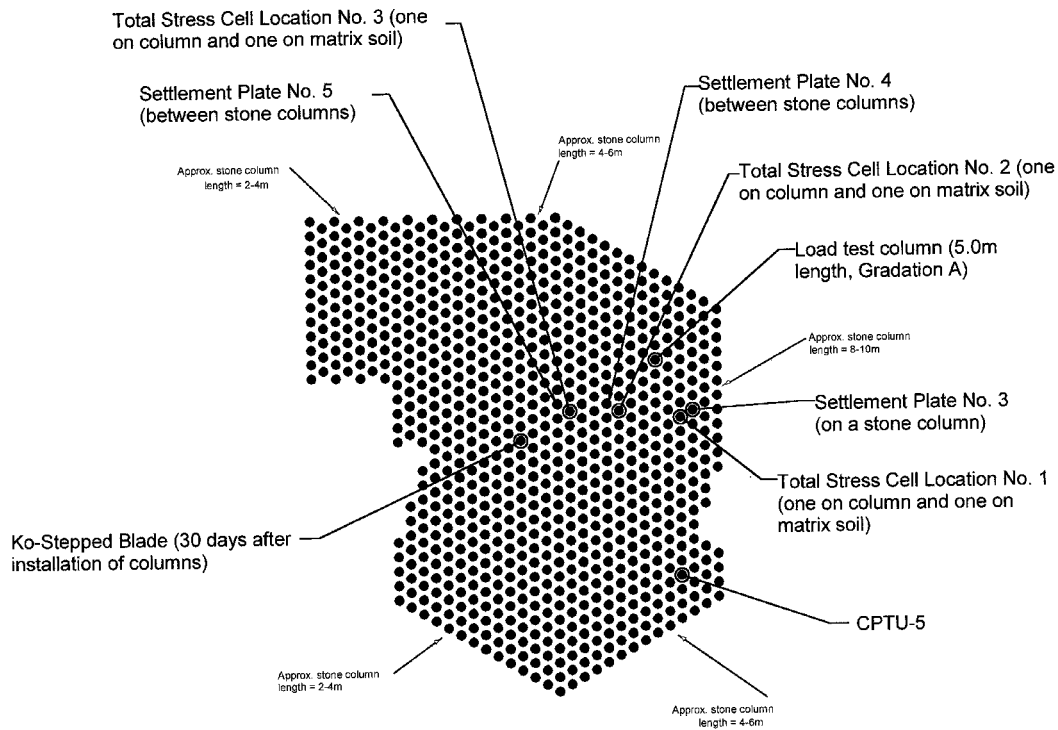 Total Stress Cell Location No. 3 (one
on column and one on matrix soil)
Settlement Plate No. 5
(between stone columns)
Settlement Plate No. 4
(between stone columns)
Approx. stone column
length = 4-6m
Approx. stone column
length = 2-4m
Total Stress Cell Location No. 2 (one
on column and one on matrix soil)
Load test column (5.0m
length, Gradation A)
Approx. stone column
length = 8-10m
Settlement Plate No. 3
(on a stone column)
Total Stress Cell Location No. 1
(one on column and one on
matrix soil)
Ko-Stepped Blade (30 days after
installation of columns)
CPTU-5
Approx. stone column
length = 2-4m
Approx. stone column
length = 4-6m